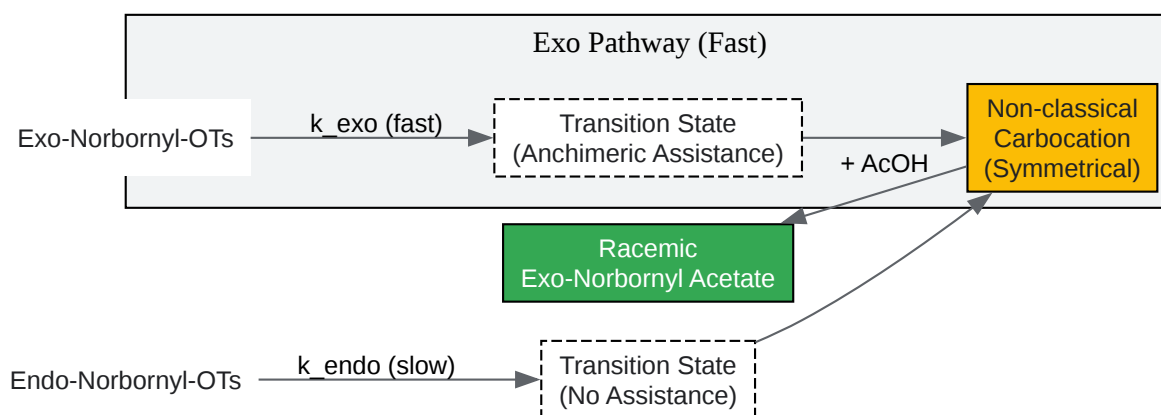 Exo Pathway (Fast)
Exo-Norbornyl-OTs
k_exo (fast)
Transition State
(Anchimeric Assistance)
Non-classical
Carbocation
(Symmetrical)
+ AcOH
Racemic
Exo-Norbornyl Acetate
Endo-Norbornyl-OTs
k_endo (slow)
Transition State
(No Assistance)